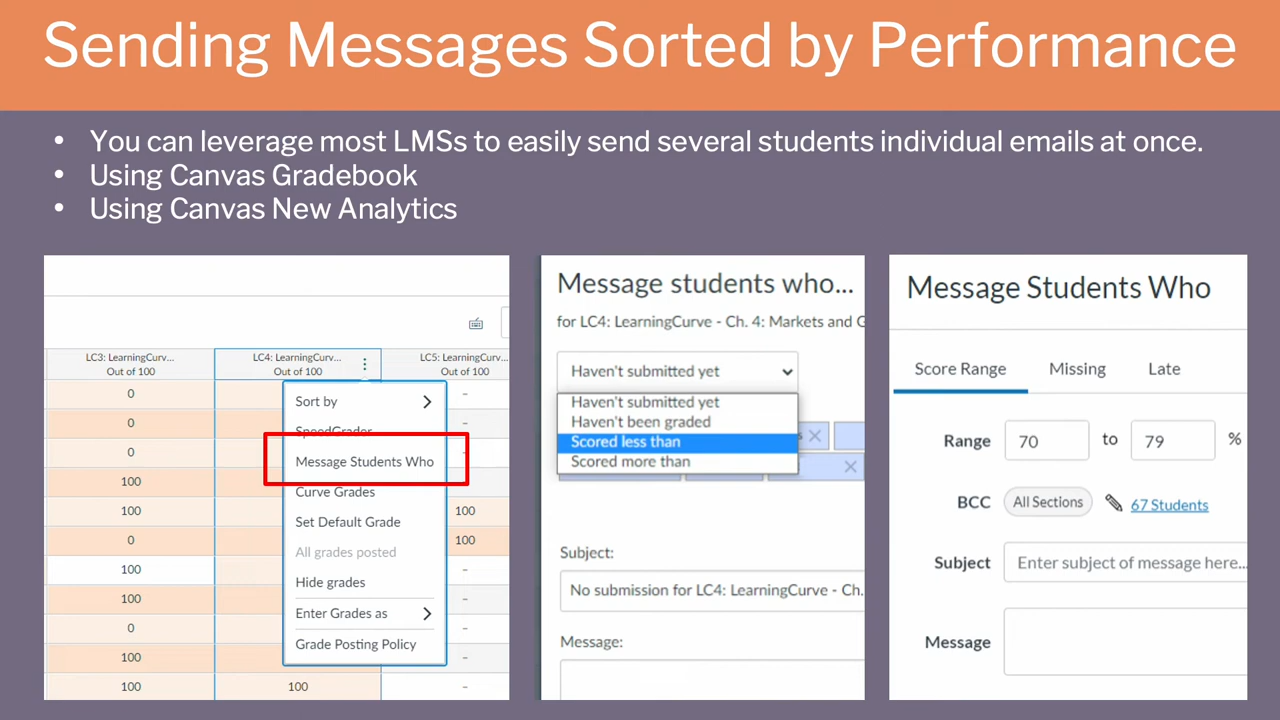 Sending Messages Sorted by Performance
• You can leverage most LMSs to easily send several students individual emails at once.
• Using Canvas Gradebook
• Using Canvas New Analytics
LC3: LearningCurv... LC4: LearningCurv... LC5: LearningCurv...
Out of 100 Out of 100 Out of 100
0 -
Sort by
0
SpeedGrader
0
Message Students Who
100
Curve Grades
100 100
Set Default Grade
0 100
All grades posted
100 -
Hide grades
100 -
Enter Grades as
0 -
Grade Posting Policy
100 -
100 100 -
Message students who...
for LC4: LearningCurve - Ch. 4: Markets and G
Haven't submitted yet
Haven't submitted yet
Haven't been graded
Scored less than
Scored more than
Subject:
No submission for LC4: LearningCurve - Ch.
Message:
Message Students Who
Score Range Missing Late
Range 70 to 79 %
BCC All Sections 67 Students
Subject Enter subject of message here...
Message